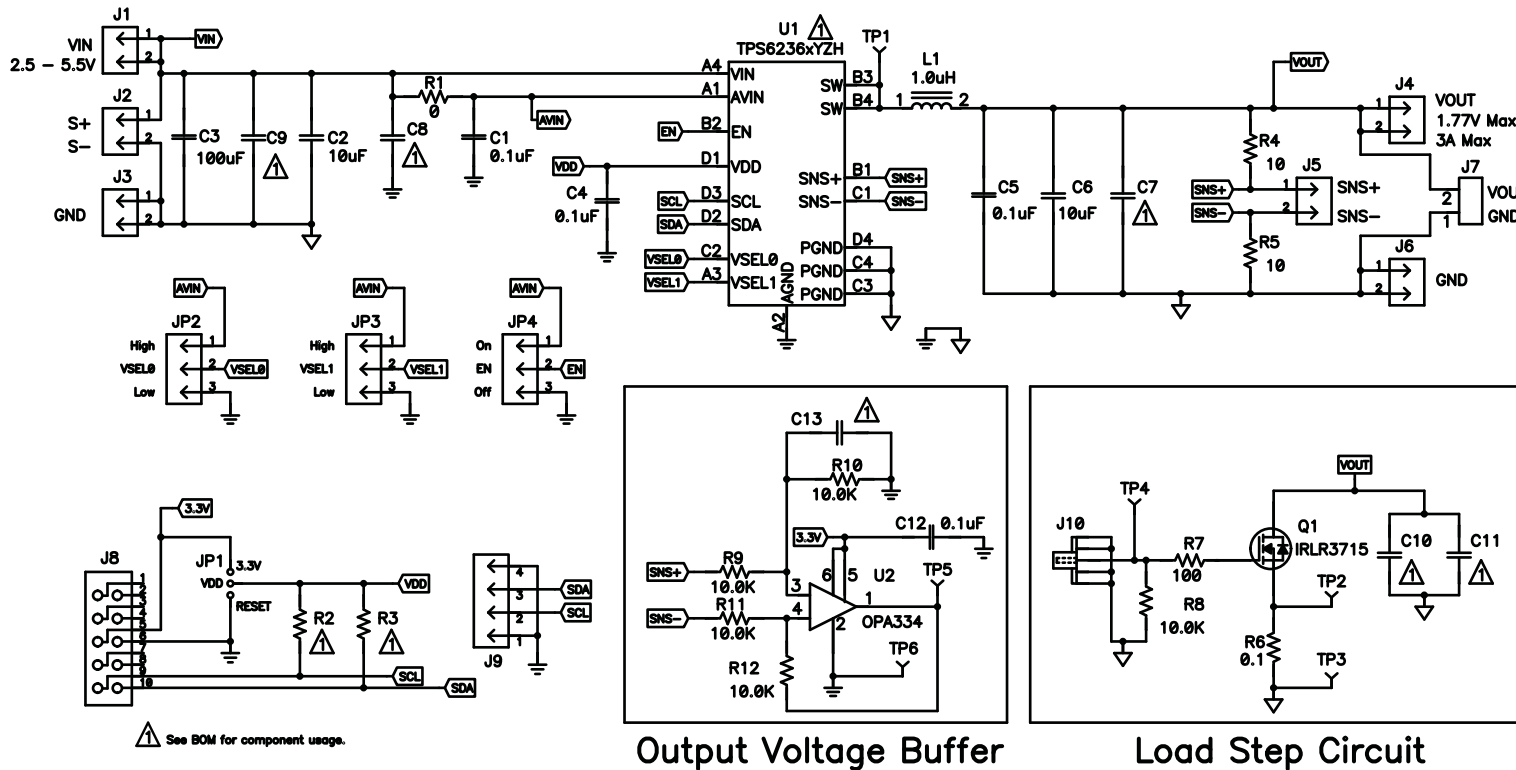 J1
VIN
2.5 - 5.5V
1
2
VIN
J2
S+
S-
1
2
J3
GND
1
2
C3
100uF
C9
1
C2
10uF
C8
1
R1
0
C1
0.1uF
AVIN
EN
VDD
C4
0.1uF
SCL
SDA
VSEL0
VSEL1
U1
1
TPS6236xYZH
A4 VIN
A1 AVIN
B2 EN
D1 VDD
D3 SCL
D2 SDA
C2 VSEL0
A3 VSEL1
AGND
A2
SW B3
SW B4
SNS+ B1 SNS+
SNS- C1 SNS-
PGND D4
PGND C4
PGND C3
TP1
L1
1.0uH
1 2
C5
0.1uF
C6
10uF
C7
1
VOUT
R4
10
R5
10
SNS+
SNS-
J5
1
2
SNS+
SNS-
J4
1
2
VOUT
1.77V Max
3A Max
J7
2
1
VOU
GND
J6
1
2
GND
AVIN
JP2
High
VSEL0
Low
1
2
3
VSEL0
AVIN
JP3
High
VSEL1
Low
1
2
3
VSEL1
AVIN
JP4
On
EN
Off
1
2
3
EN
3.3V
J8
1
2
3
4
5
6
7
8
9
10
JP1
3.3V
VDD
RESET
VDD
R2
1
R3
1
SCL
SDA
J9
4
3
2
1
SDA
SCL
1 See BOM for component usage.
C13
1
R10
10.0K
3.3V
C12
0.1uF
SNS+
R9
10.0K
SNS-
R11
10.0K
3
4
6
5
2
1
U2
OPA334
TP5
TP6
R12
10.0K
Output Voltage Buffer
J10
TP4
R7
100
R8
10.0K
VOUT
Q1
IRLR3715
TP2
R6
0.1
TP3
C10
1
C11
1
Load Step Circuit